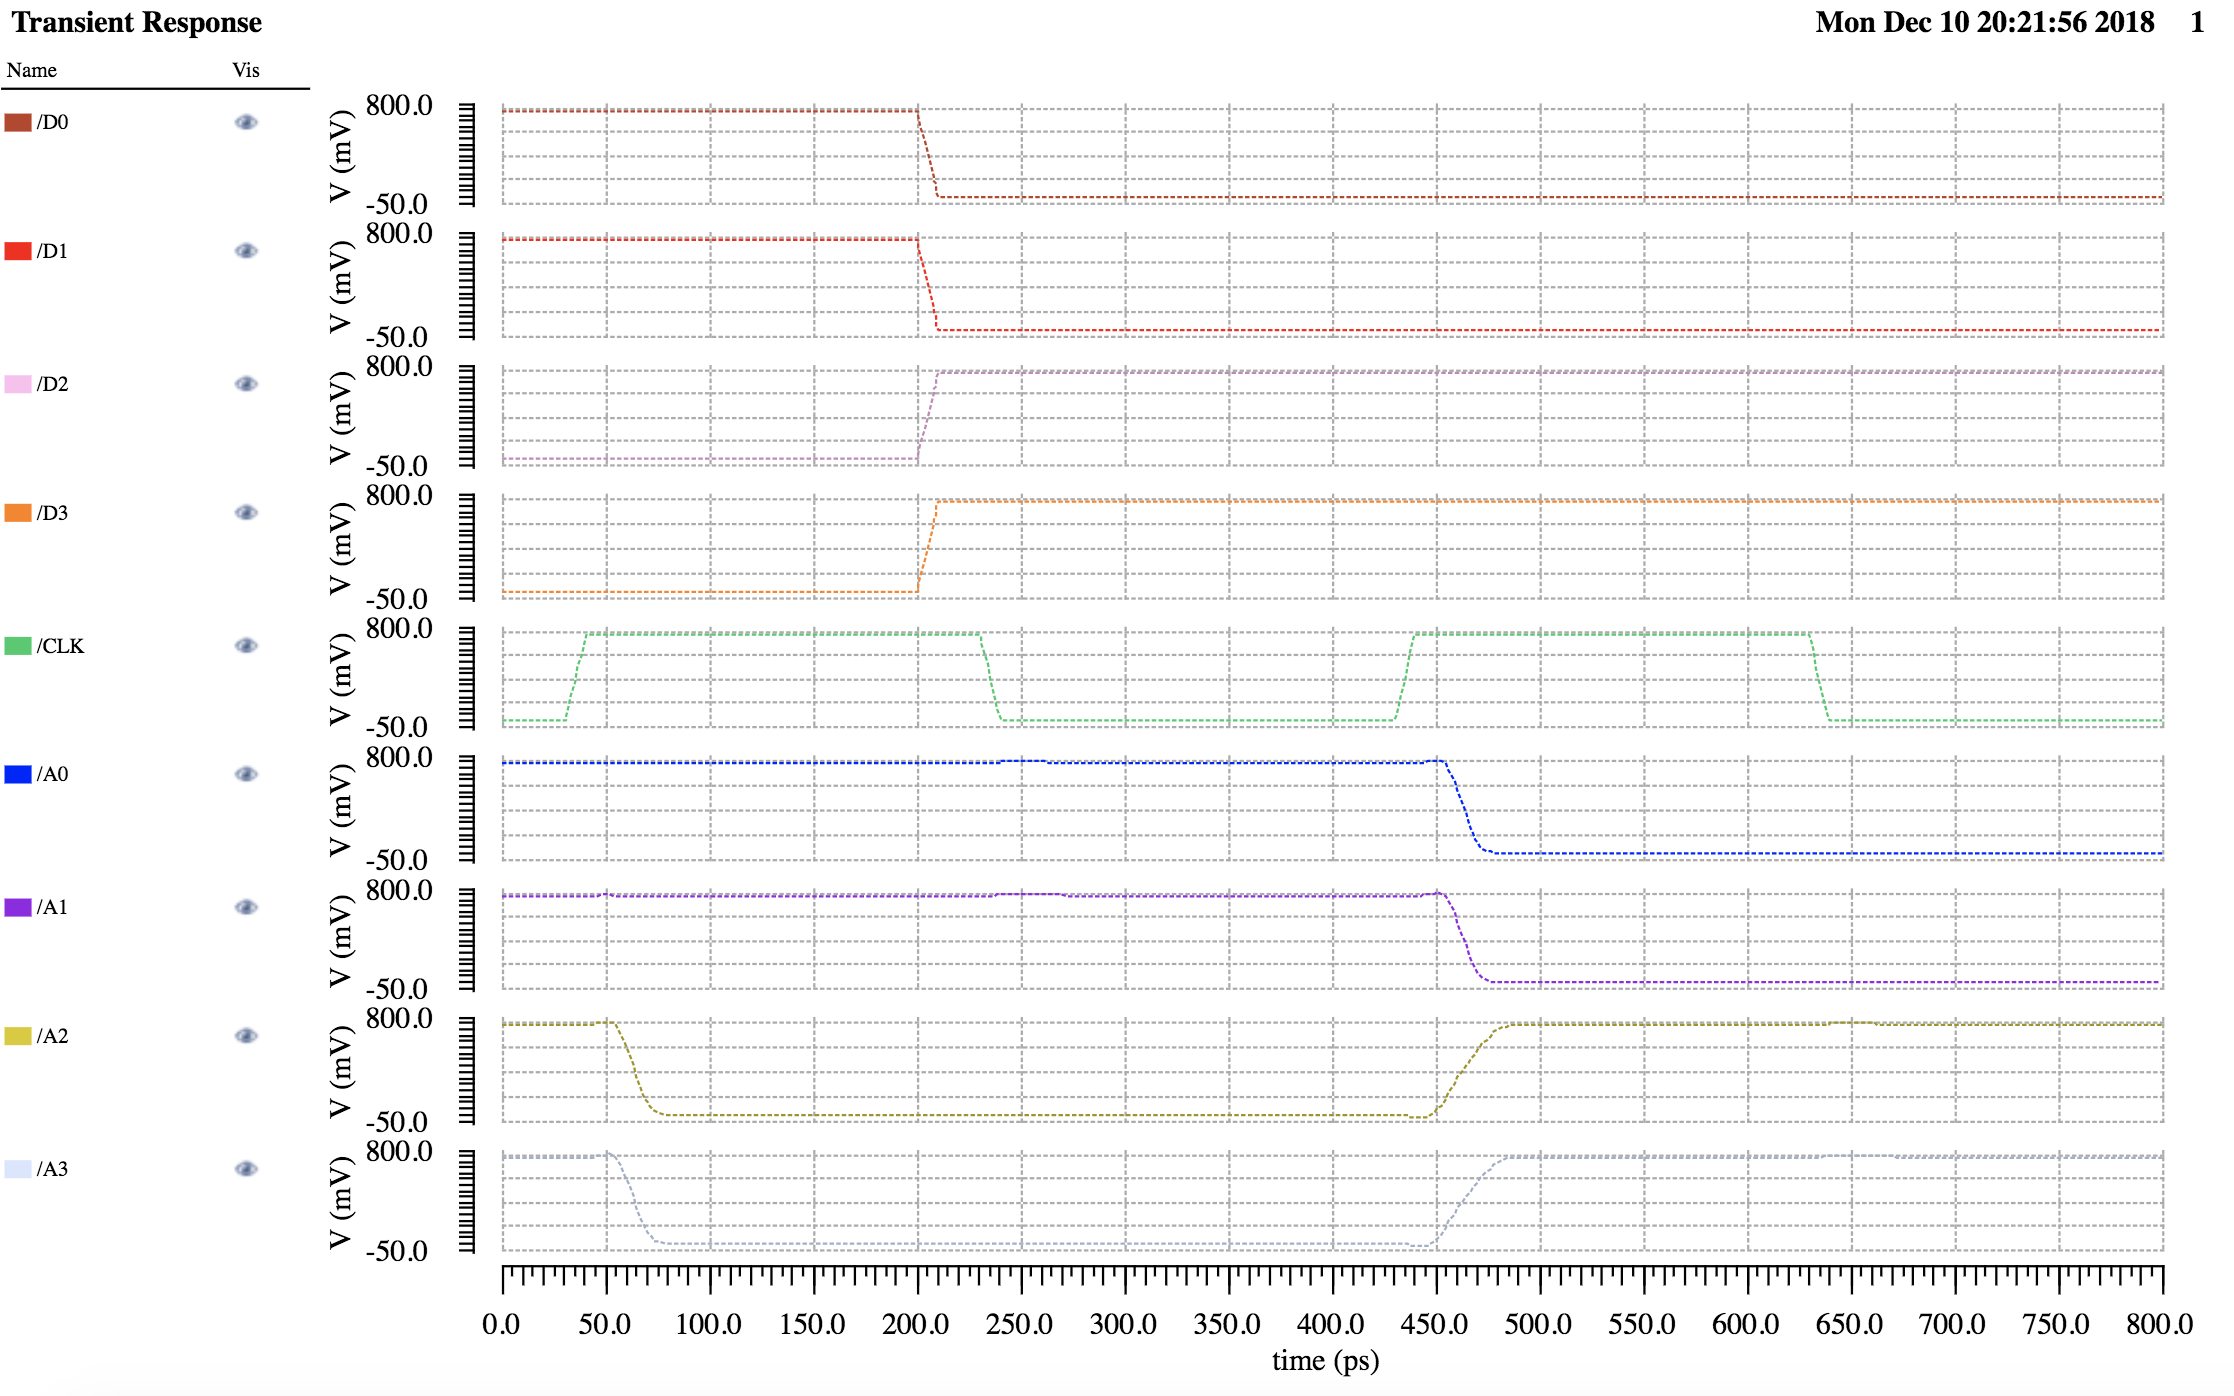 Transient Response Mon Dec 10 20:21:56 2018 1
Name Vis
/D0 V (mV) 800.0 -50.0
/D1 V (mV) 800.0 -50.0
/D2 V (mV) 800.0 -50.0
/D3 V (mV) 800.0 -50.0
/CLK V (mV) 800.0 -50.0
/A0 V (mV) 800.0 -50.0
/A1 V (mV) 800.0 -50.0
/A2 V (mV) 800.0 -50.0
/A3 V (mV) 800.0 -50.0
0.0 50.0 100.0 150.0 200.0 250.0 300.0 350.0 400.0 450.0 500.0 550.0 600.0 650.0 700.0 750.0 800.0
time (ps)